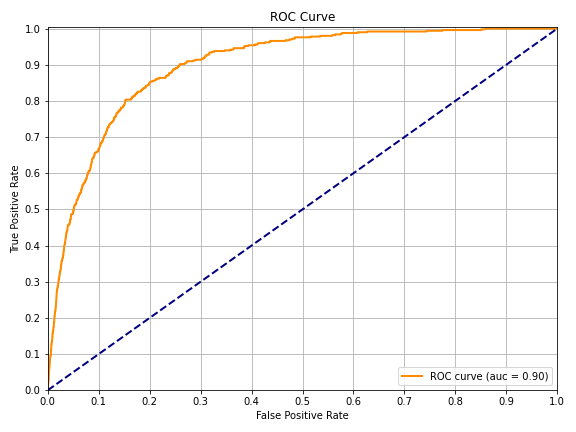 ROC Curve
1.0
0.9
0.8
0.7
0.6
0.5
0.4
0.3
0.2
0.1
0.0
True Positive Rate
ROC curve (auc = 0.90)
0.0 0.1 0.2 0.3 0.4 0.5 0.6 0.7 0.8 0.9 1.0
False Positive Rate